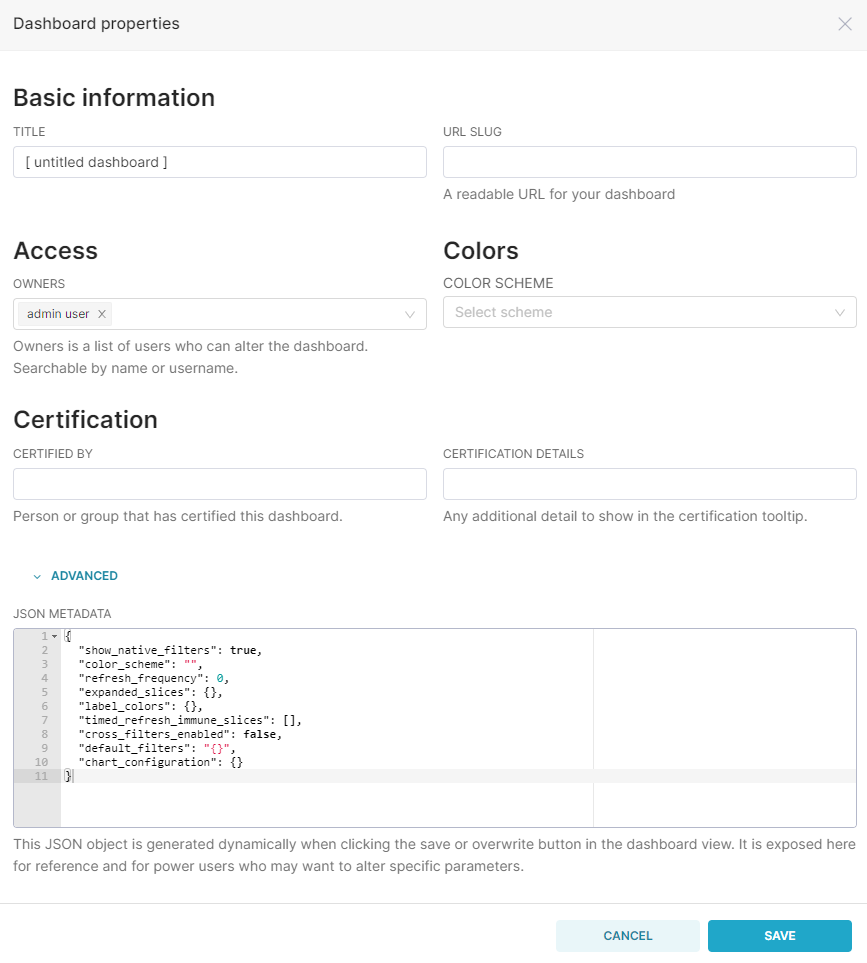 Dashboard properties
Basic information
TITLE
[ untitled dashboard ]
URL SLUG
A readable URL for your dashboard
Access
OWNERS
admin user
Owners is a list of users who can alter the dashboard.
Searchable by name or username.
Colors
COLOR SCHEME
Select scheme
Certification
CERTIFIED BY
Person or group that has certified this dashboard.
CERTIFICATION DETAILS
Any additional detail to show in the certification tooltip.
ADVANCED
JSON METADATA
1 {
2 "show_native_filters": true,
3 "color_scheme": "",
4 "refresh_frequency": 0,
5 "expanded_slices": {},
6 "label_colors": {},
7 "timed_refresh_immune_slices": [],
8 "cross_filters_enabled": false,
9 "default_filters": "{}",
10 "chart_configuration": {}
11 }
This JSON object is generated dynamically when clicking the save or overwrite button in the dashboard view. It is exposed here
for reference and for power users who may want to alter specific parameters.
CANCEL
SAVE